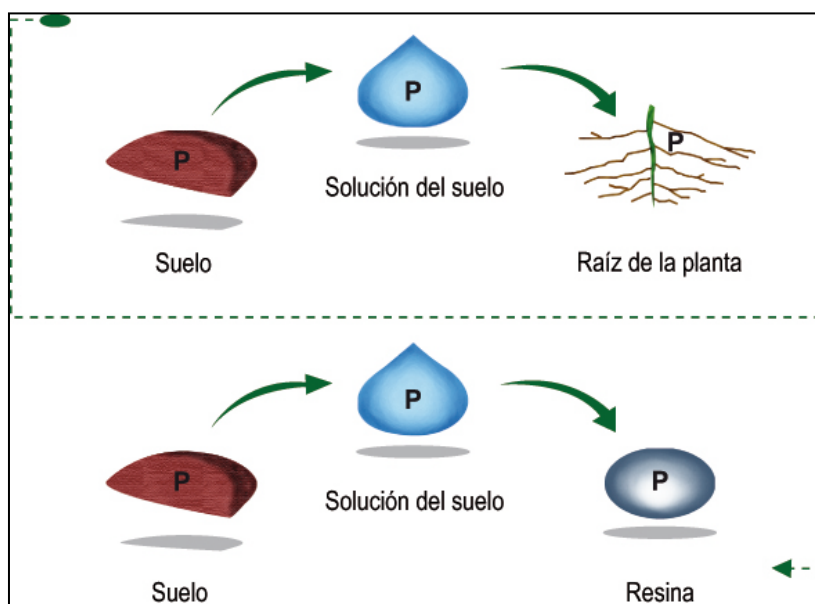 P
P
P
Solución del suelo
Suelo
Raíz de la planta
P
P
P
Solución del suelo
Suelo
Resina